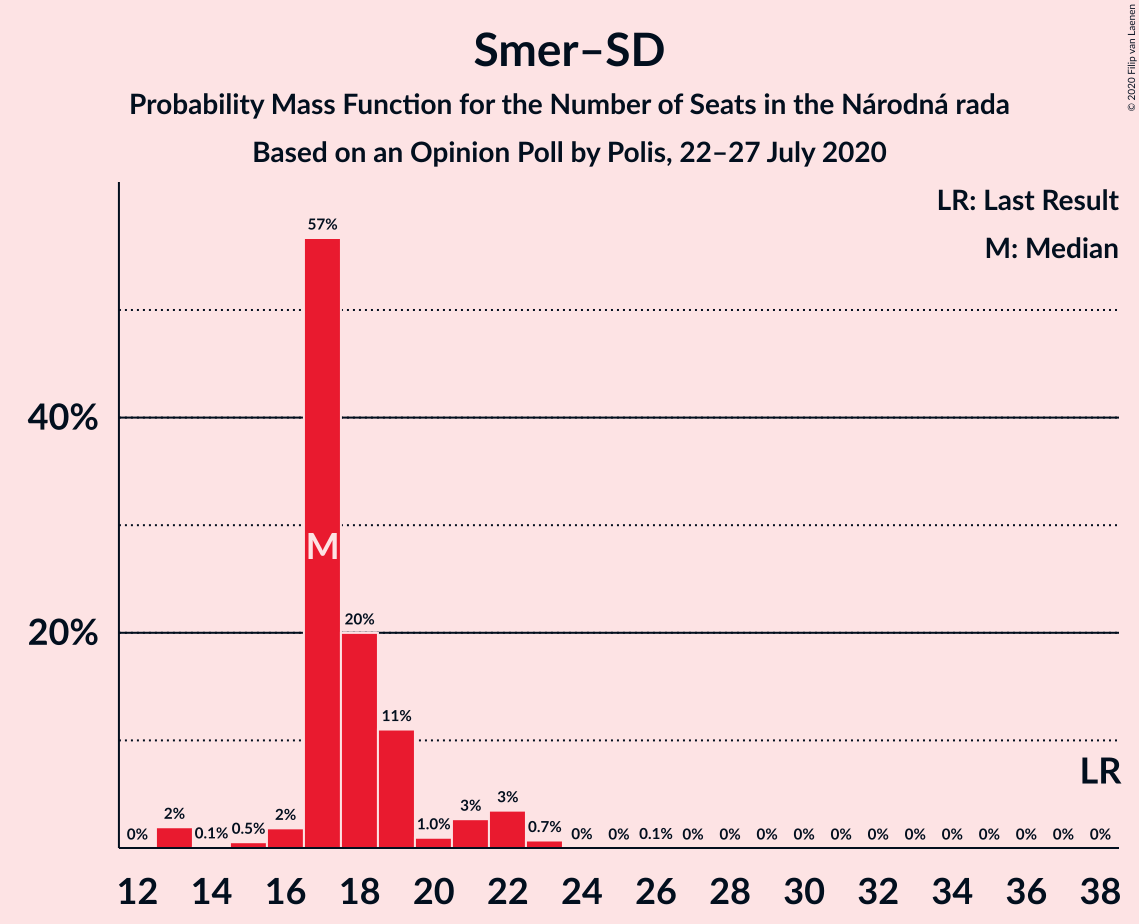 Smer–SD
Probability Mass Function for the Number of Seats in the Národná rada
Based on an Opinion Poll by Polis, 22–27 July 2020
© 2020 Filip van Laenen
LR: Last Result
M: Median
57%
40%
M
20%
20%
11%
LR
0% 2% 0.1% 0.5% 2% 1.0% 3% 3% 0.7% 0% 0% 0.1% 0% 0% 0% 0% 0% 0% 0% 0% 0% 0% 0% 0%
12 14 16 18 20 22 24 26 28 30 32 34 36 38